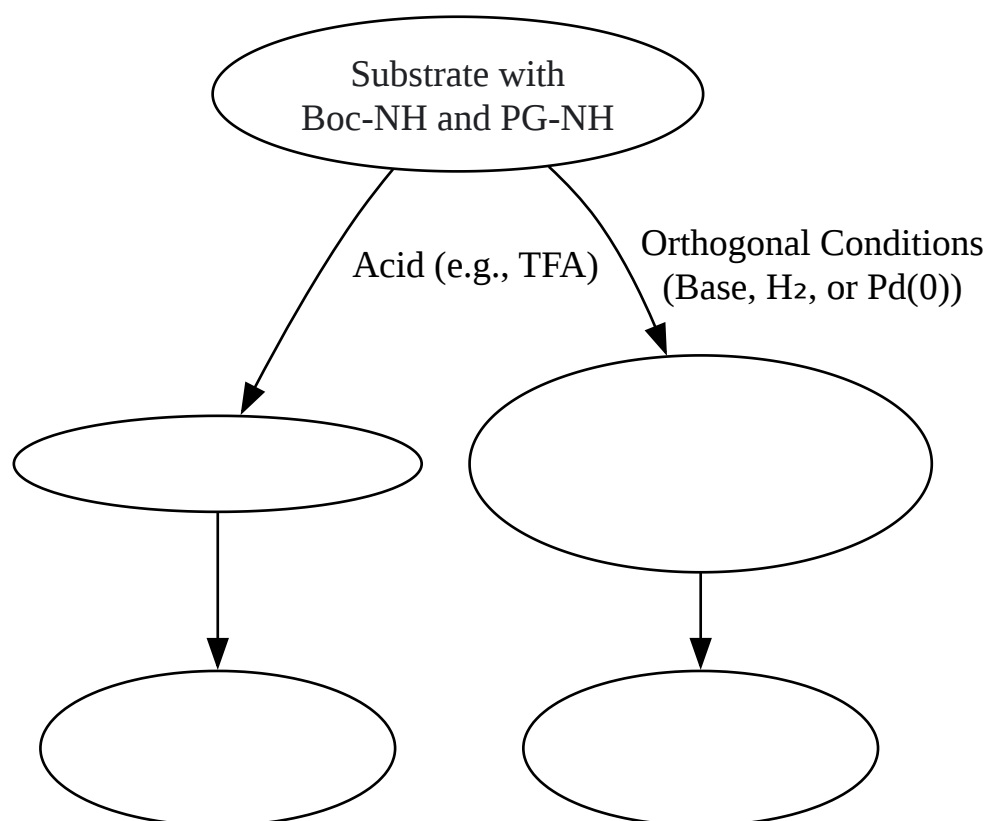 Substrate with
Boc-NH and PG-NH
Acid (e.g., TFA)
Orthogonal Conditions
(Base, H₂, or Pd(0))